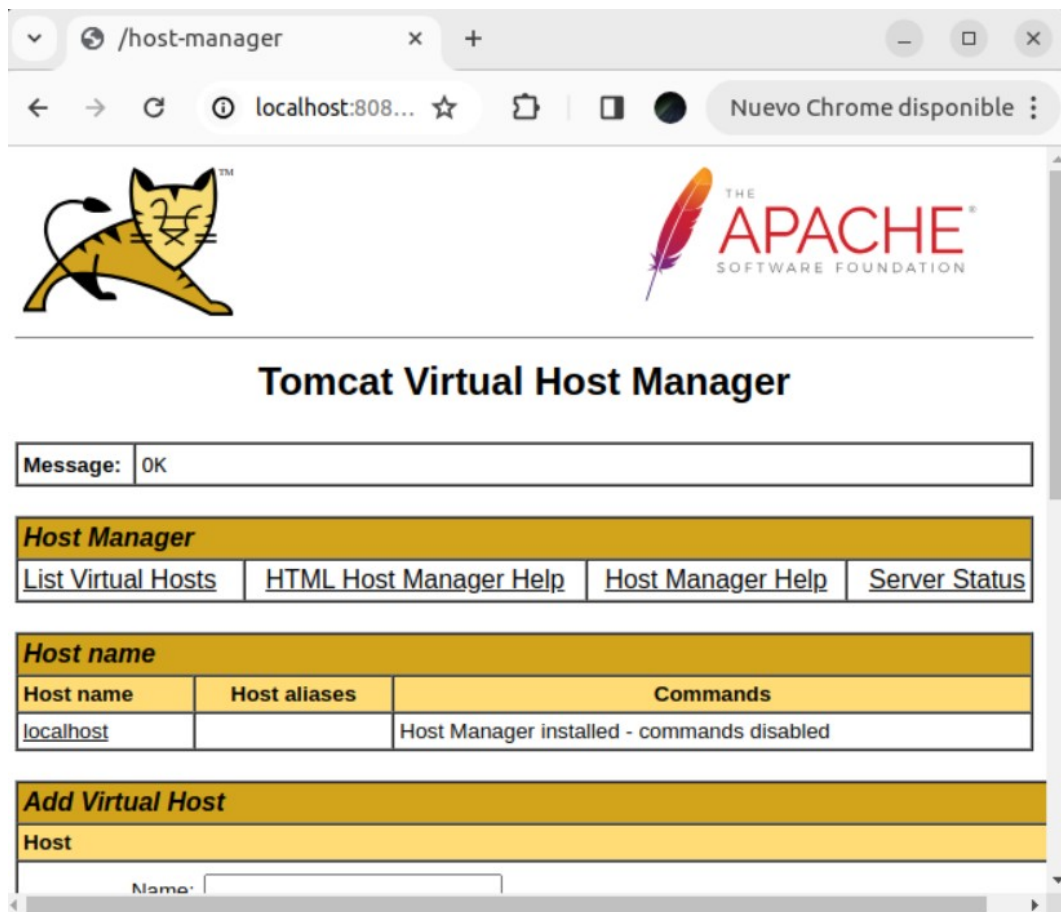 /host-manager
localhost:808...
Nuevo Chrome disponible
TM
THE
APACHE®
SOFTWARE FOUNDATION
Tomcat Virtual Host Manager
Message: OK
Host Manager
List Virtual Hosts HTML Host Manager Help Host Manager Help Server Status
Host name
Host name Host aliases Commands
localhost Host Manager installed - commands disabled
Add Virtual Host
Host
Name: